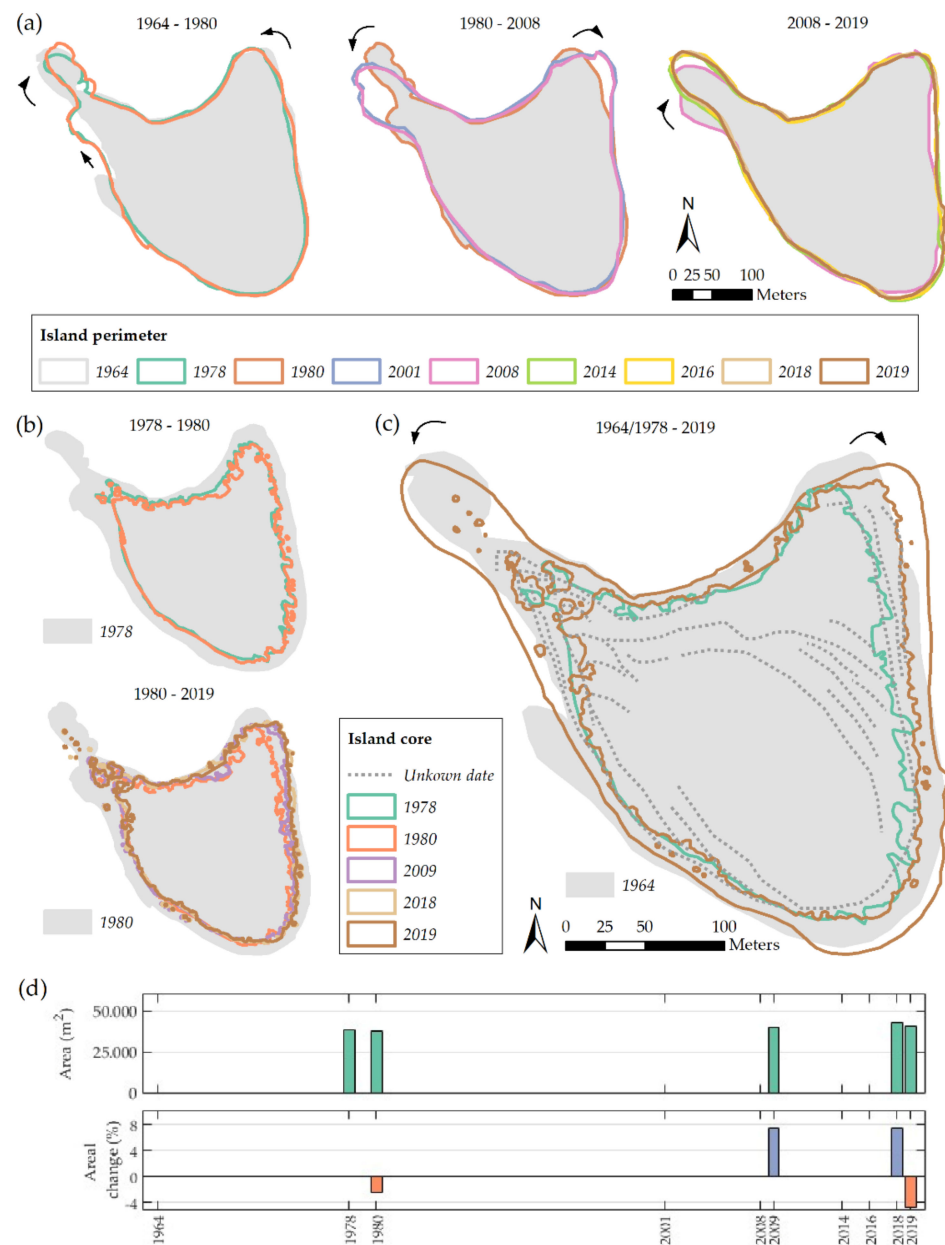 (a)
1964 - 1980
1980 - 2008
2008 - 2019
N
0 25 50 100
Meters
Island perimeter
1964 1978 1980 2001 2008 2014 2016 2018 2019
(b)
1978 - 1980
1978
1980 - 2019
1980
Island core
Unkown date
1978
1980
2009
2018
2019
(c)
1964/1978 - 2019
1964
N
0 25 50 100
Meters
(d)
Area (m²)
50.000
25.000
0
Areal
change (%)
8
4
0
-4
1964 1978 1980 2001 2008 2009 2014 2016 2018 2019